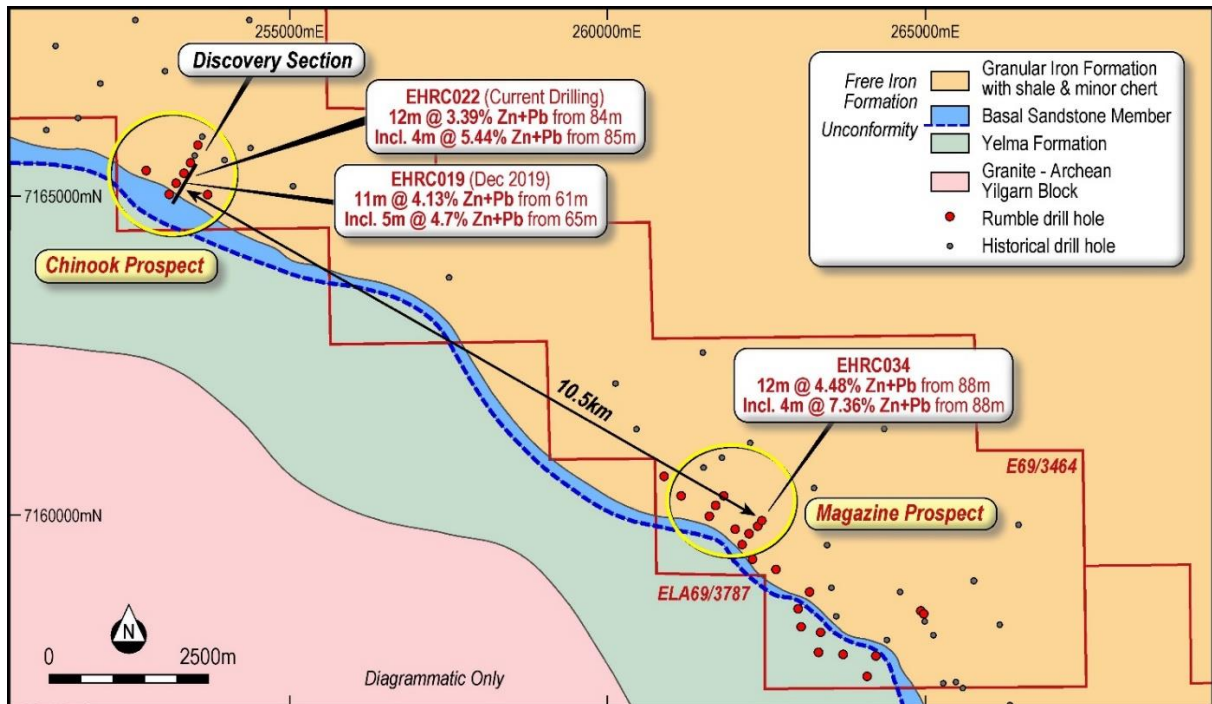 255000mE
260000mE
265000mE
Discovery Section
EHRC022 (Current Drilling)
12m @ 3.39% Zn+Pb from 84m
Incl. 4m @ 5.44% Zn+Pb from 85m
EHRC019 (Dec 2019)
11m @ 4.13% Zn+Pb from 61m
Incl. 5m @ 4.7% Zn+Pb from 65m
Frere Iron
Formation
Unconformity
Granular Iron Formation
with shale & minor chert
Basal Sandstone Member
Yelma Formation
Granite - Archean
Yilgarn Block
Rumble drill hole
Historical drill hole
7165000mN
Chinook Prospect
10.5km
EHRC034
12m @ 4.48% Zn+Pb from 88m
Incl. 4m @ 7.36% Zn+Pb from 88m
E69/3464
7160000mN
Magazine Prospect
ELA69/3787
N
0
2500m
Diagrammatic Only